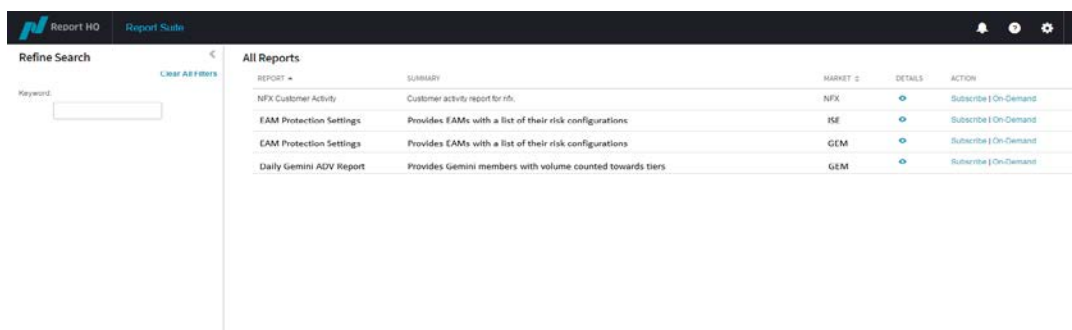 Report HQ Report Suite
Refine Search
Clear All Filters
Keyword:
All Reports
REPORT SUMMARY MARKET DETAILS ACTION
NFX Customer Activity Customer activity report for nfx. NFX Subscribe | On-Demand
EAM Protection Settings Provides EAMs with a list of their risk configurations ISE Subscribe | On-Demand
EAM Protection Settings Provides EAMs with a list of their risk configurations GEM Subscribe | On-Demand
Daily Gemini ADV Report Provides Gemini members with volume counted towards tiers GEM Subscribe | On-Demand